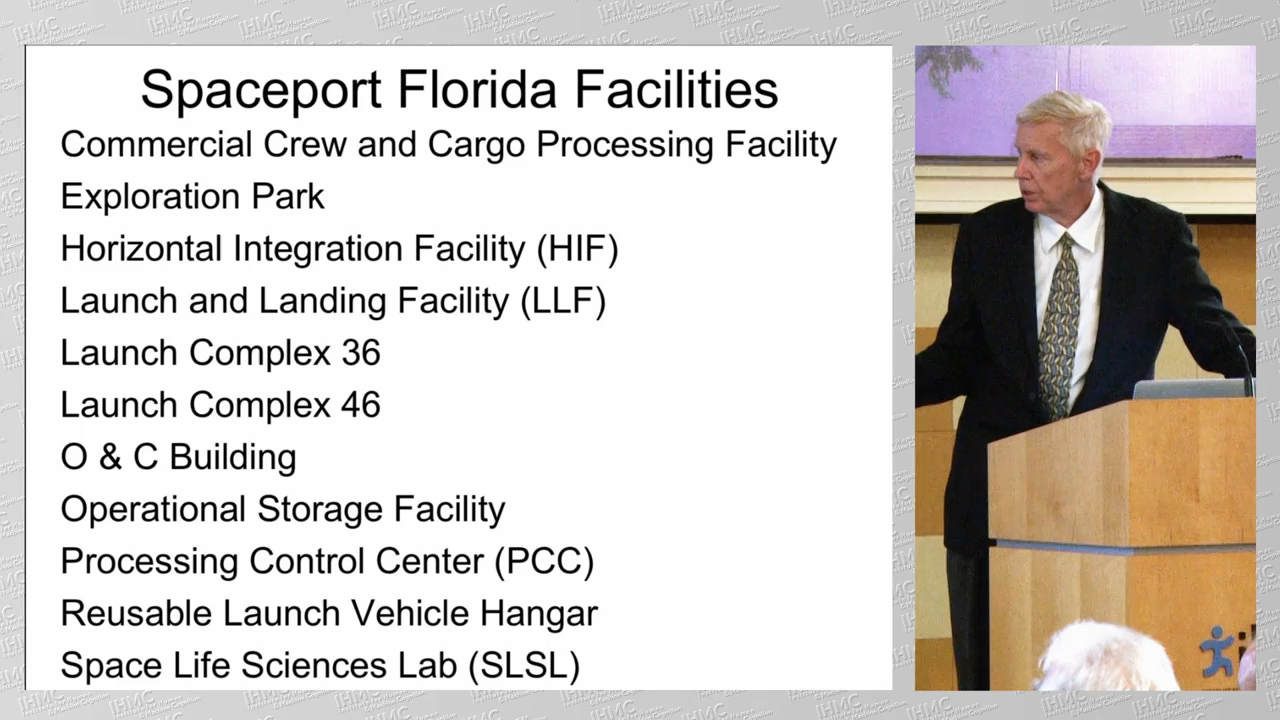 Spaceport Florida Facilities
Commercial Crew and Cargo Processing Facility
Exploration Park
Horizontal Integration Facility (HIF)
Launch and Landing Facility (LLF)
Launch Complex 36
Launch Complex 46
O & C Building
Operational Storage Facility
Processing Control Center (PCC)
Reusable Launch Vehicle Hangar
Space Life Sciences Lab (SLSL)
IHMC